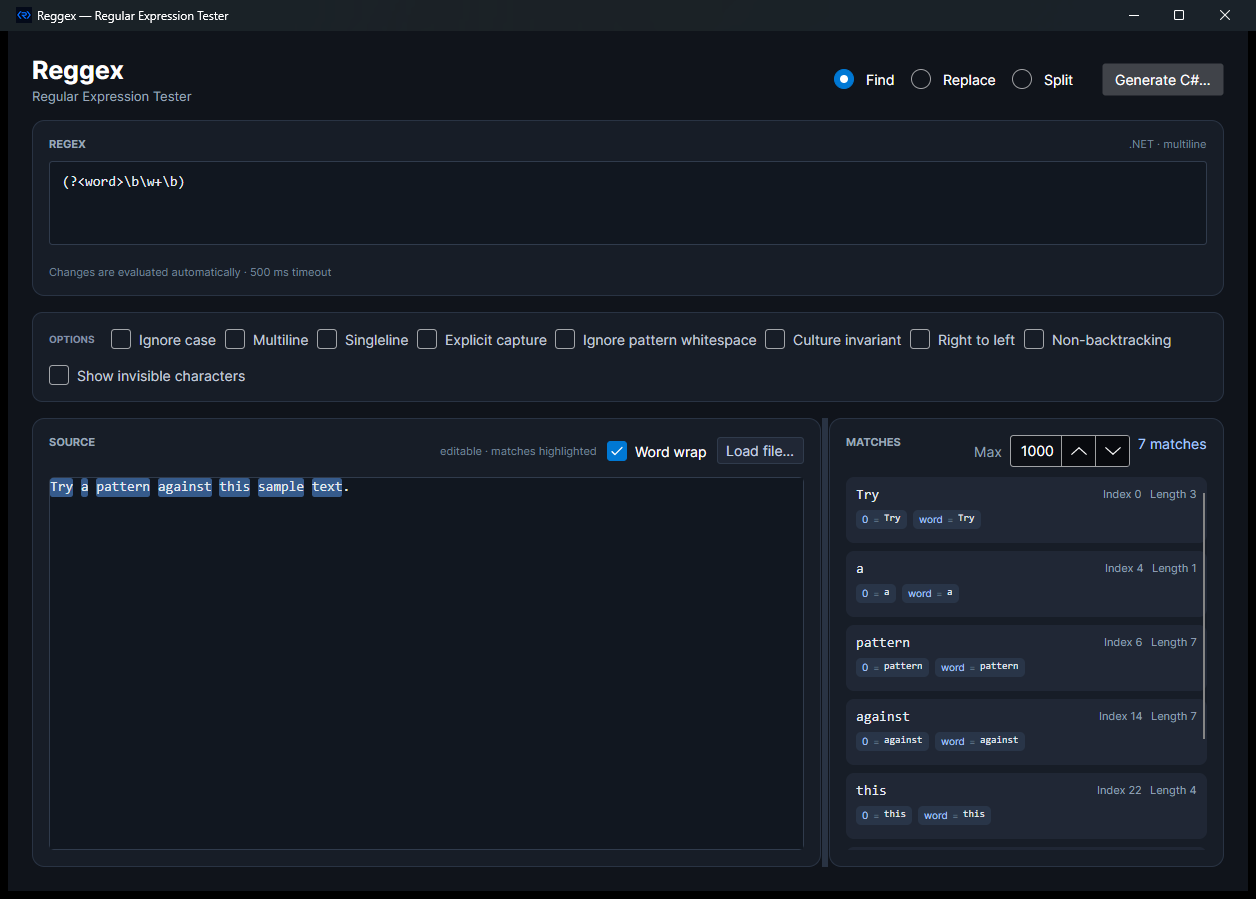 Reggex — Regular Expression Tester
Reggex
Regular Expression Tester
Find Replace Split Generate C#...
REGEX .NET · multiline
(?<word>\b\w+\b)
Changes are evaluated automatically · 500 ms timeout
OPTIONS Ignore case Multiline Singleline Explicit capture Ignore pattern whitespace Culture invariant Right to left Non-backtracking
Show invisible characters
SOURCE editable · matches highlighted Word wrap Load file...
Try a pattern against this sample text.
MATCHES Max 1000 7 matches
Try Index 0 Length 3
0 = Try word = Try
a Index 4 Length 1
0 = a word = a
pattern Index 6 Length 7
0 = pattern word = pattern
against Index 14 Length 7
0 = against word = against
this Index 22 Length 4
0 = this word = this